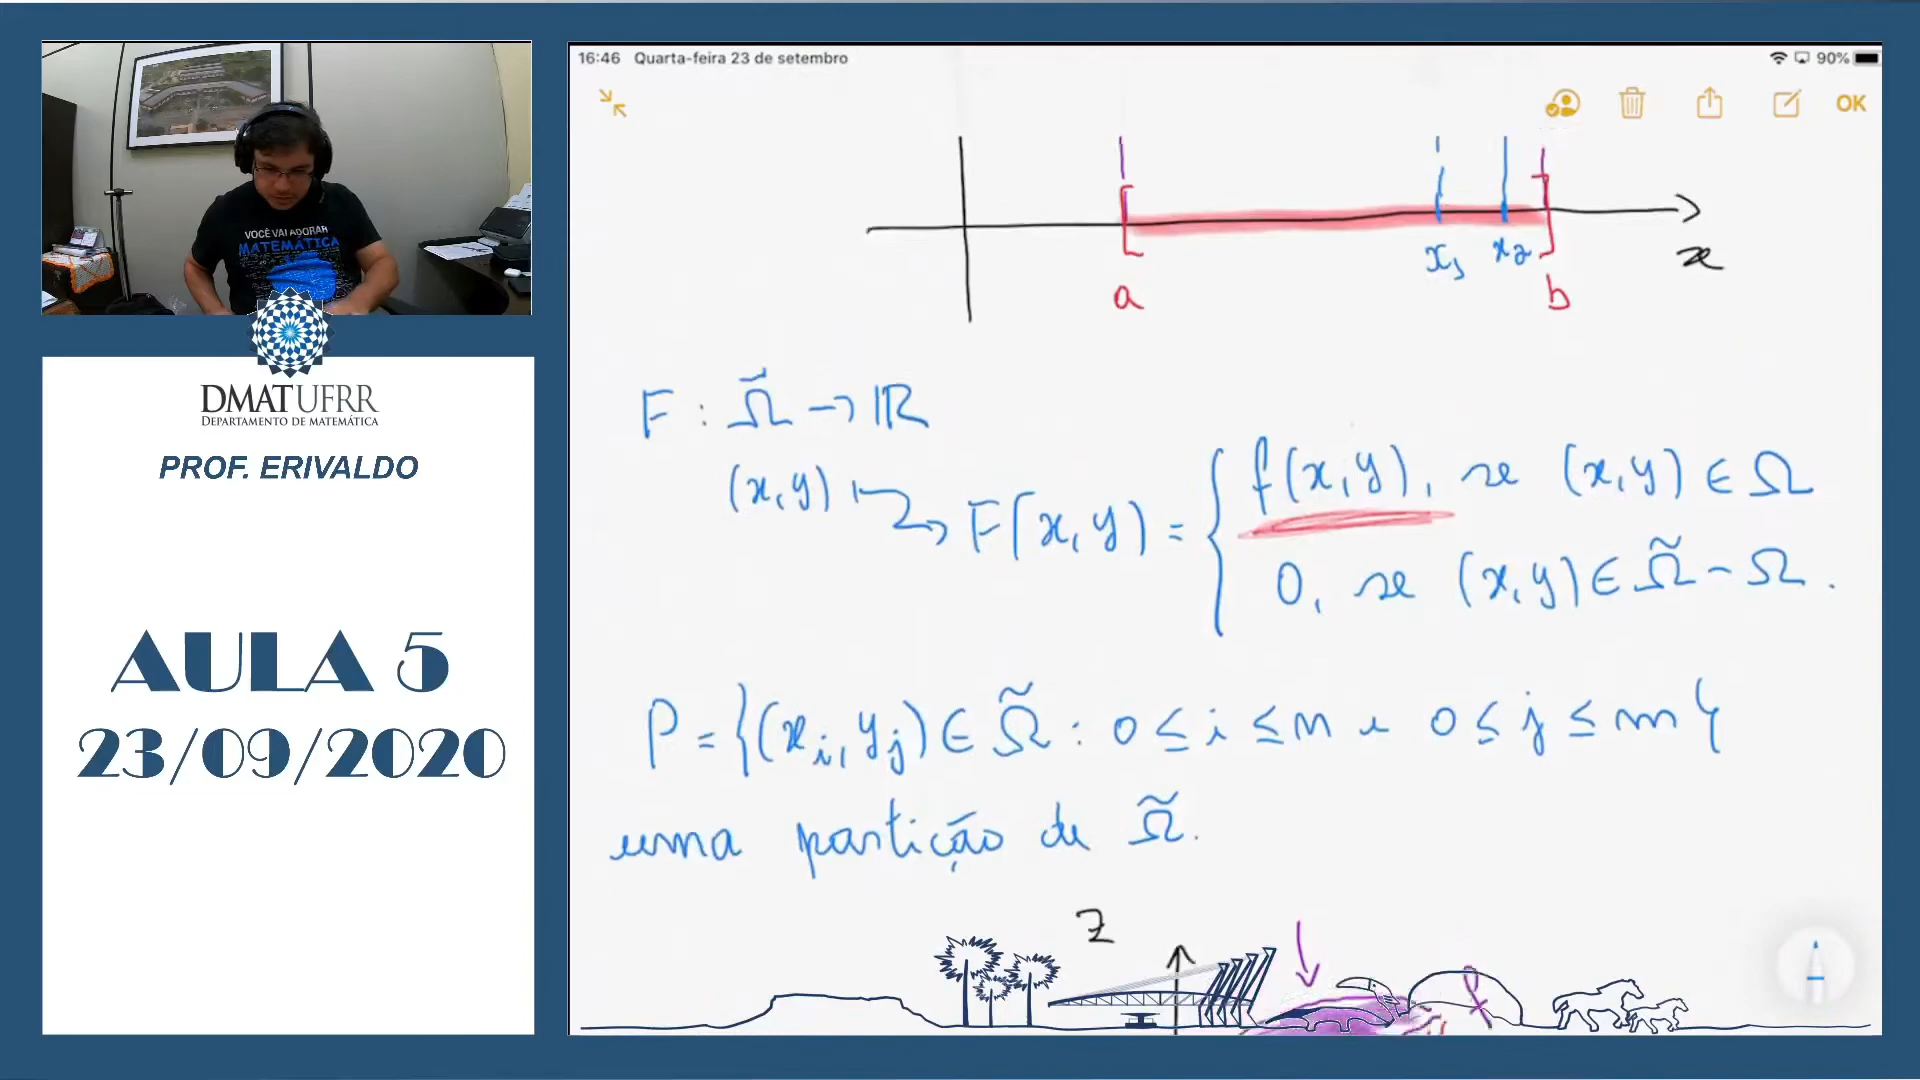 16:46 Quarta-feira 23 de setembro 90%
OK
x₁ x₂
x
a b
VOCÊ VAI ADORAR
MATEMÁTICA
DMATUFRR
DEPARTAMENTO DE MATEMÁTICA
PROF. ERIVALDO
AULA 5
23/09/2020
F : Ω̃ → ℝ
(x,y) ↦ F(x,y) = { f(x,y), se (x,y) ∈ Ω
0, se (x,y) ∈ Ω̃ - Ω.
P = {(xᵢ, yⱼ) ∈ Ω̃ : 0 ≤ i ≤ n e 0 ≤ j ≤ m}
uma partição de Ω̃.
z